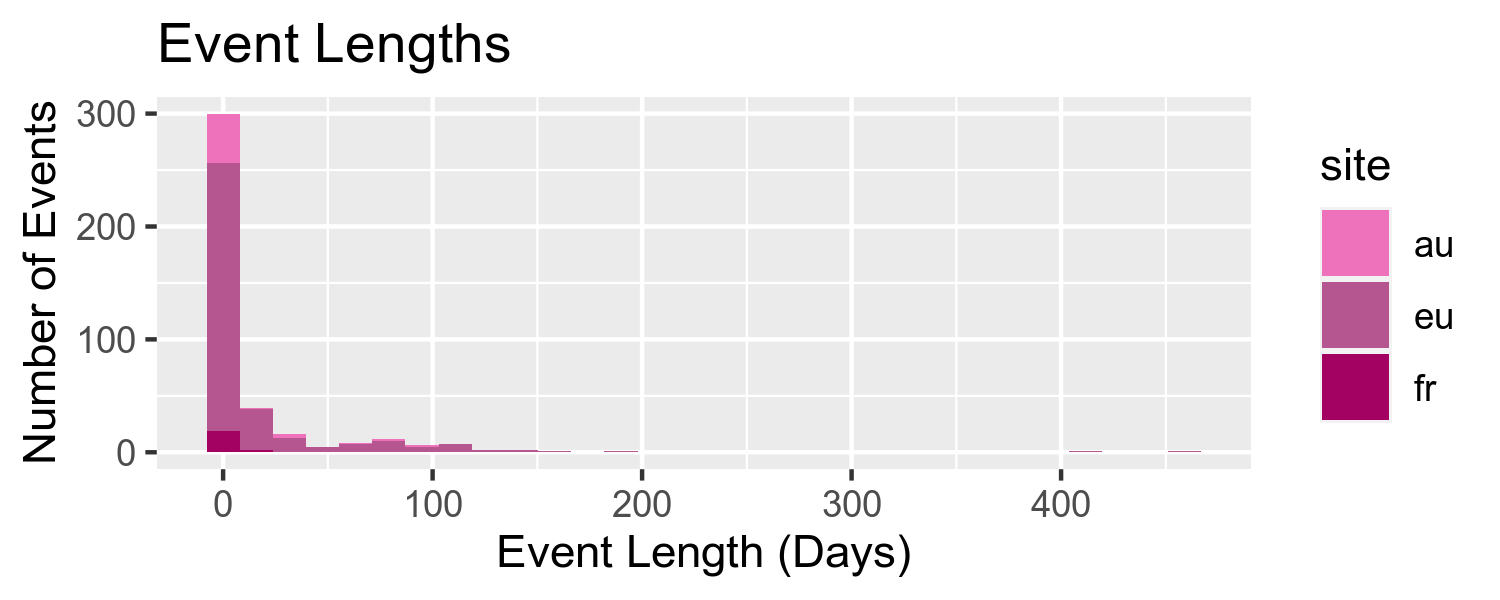 Event Lengths
Number of Events
300
200
100
0
0 100 200 300 400
Event Length (Days)
site
au
eu
fr